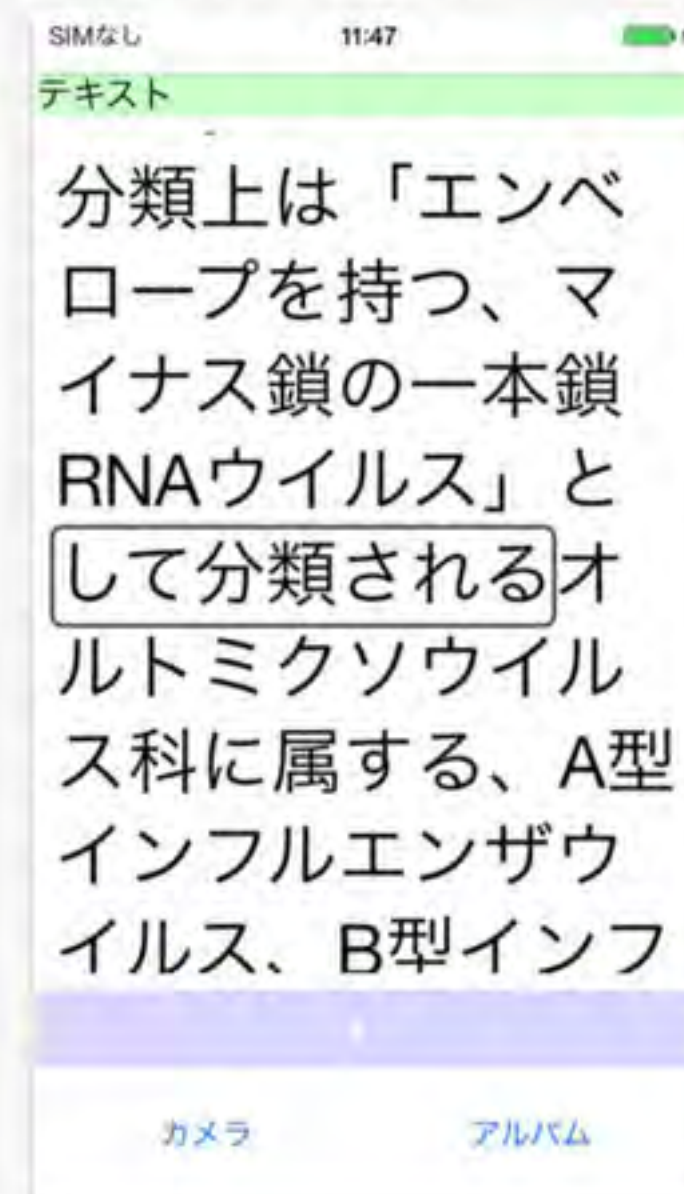 SIMなし 11:47
テキスト
分類上は「エンベ
ロープを持つ、マ
イナス鎖の一本鎖
RNAウイルス」と
して分類されるオ
ルトミクソウイル
ス科に属する、A型
インフルエンザウ
イルス、B型インフ
カメラ アルバム